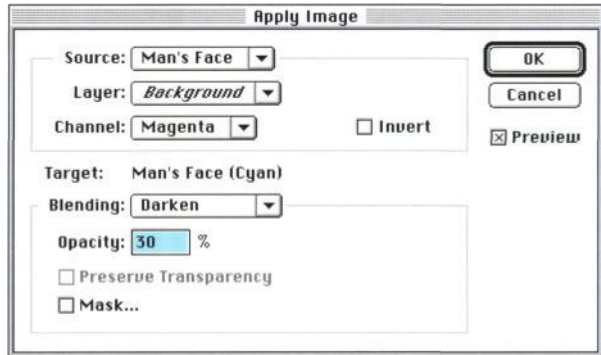 Apply Image
Source: Man's Face
Layer: Background
Channel: Magenta
Invert
Target: Man's Face (Cyan)
Blending: Darken
Opacity: 30 %
Preserve Transparency
Mask...
OK
Cancel
Preview